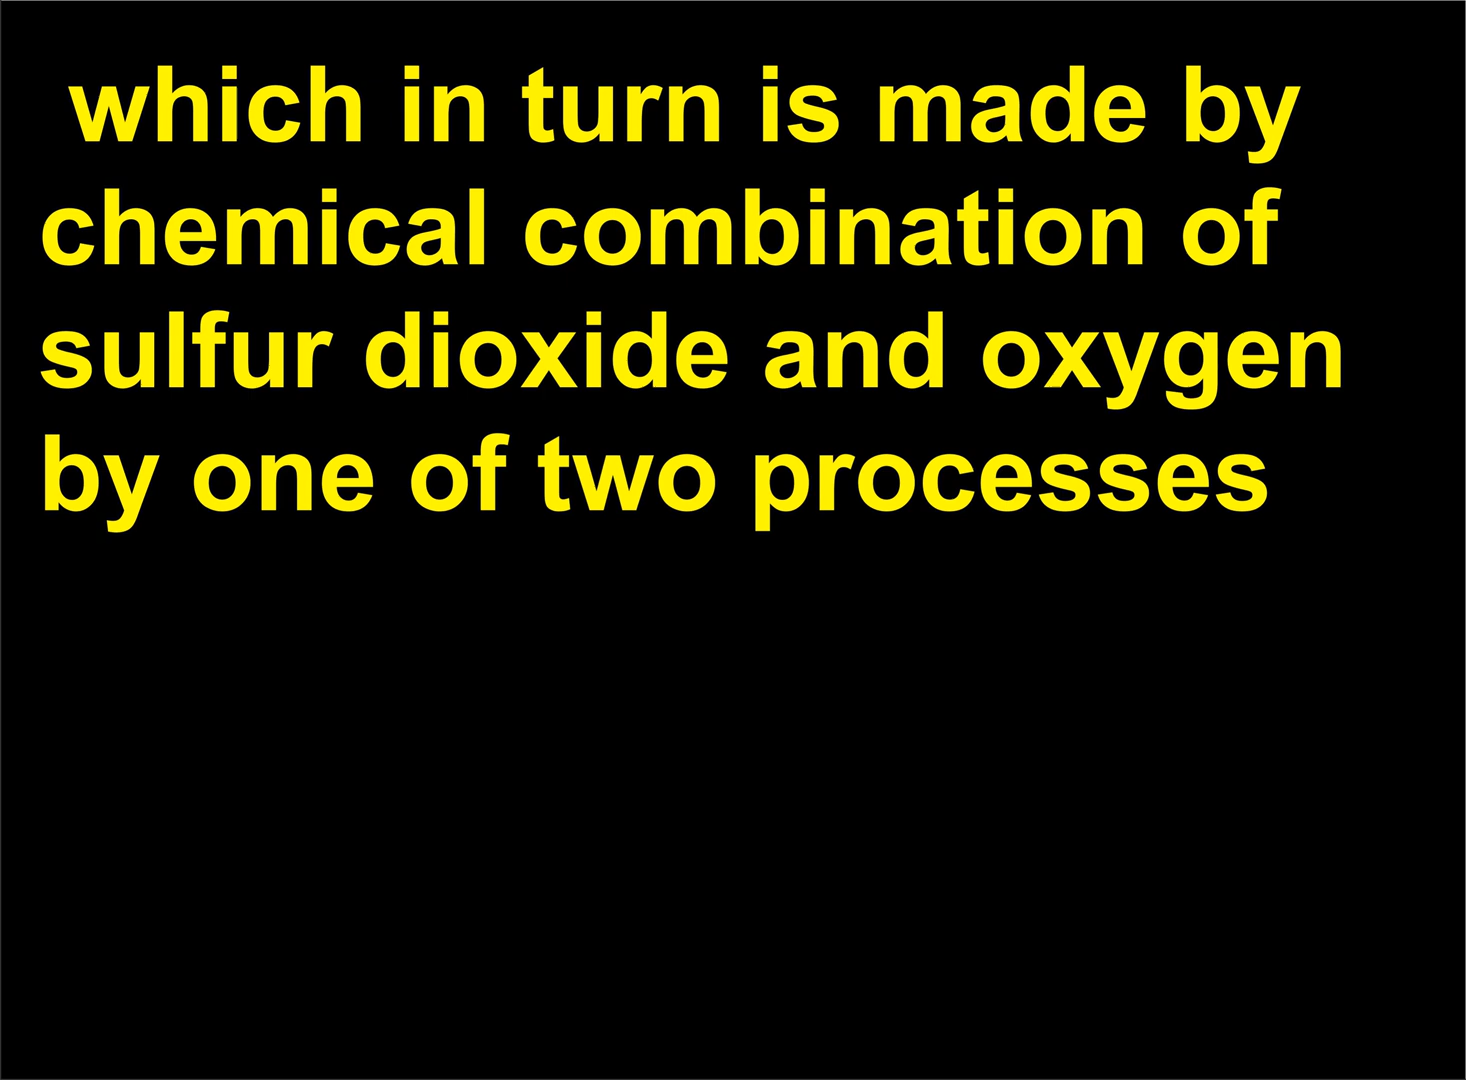 which in turn is made by
chemical combination of
sulfur dioxide and oxygen
by one of two processes